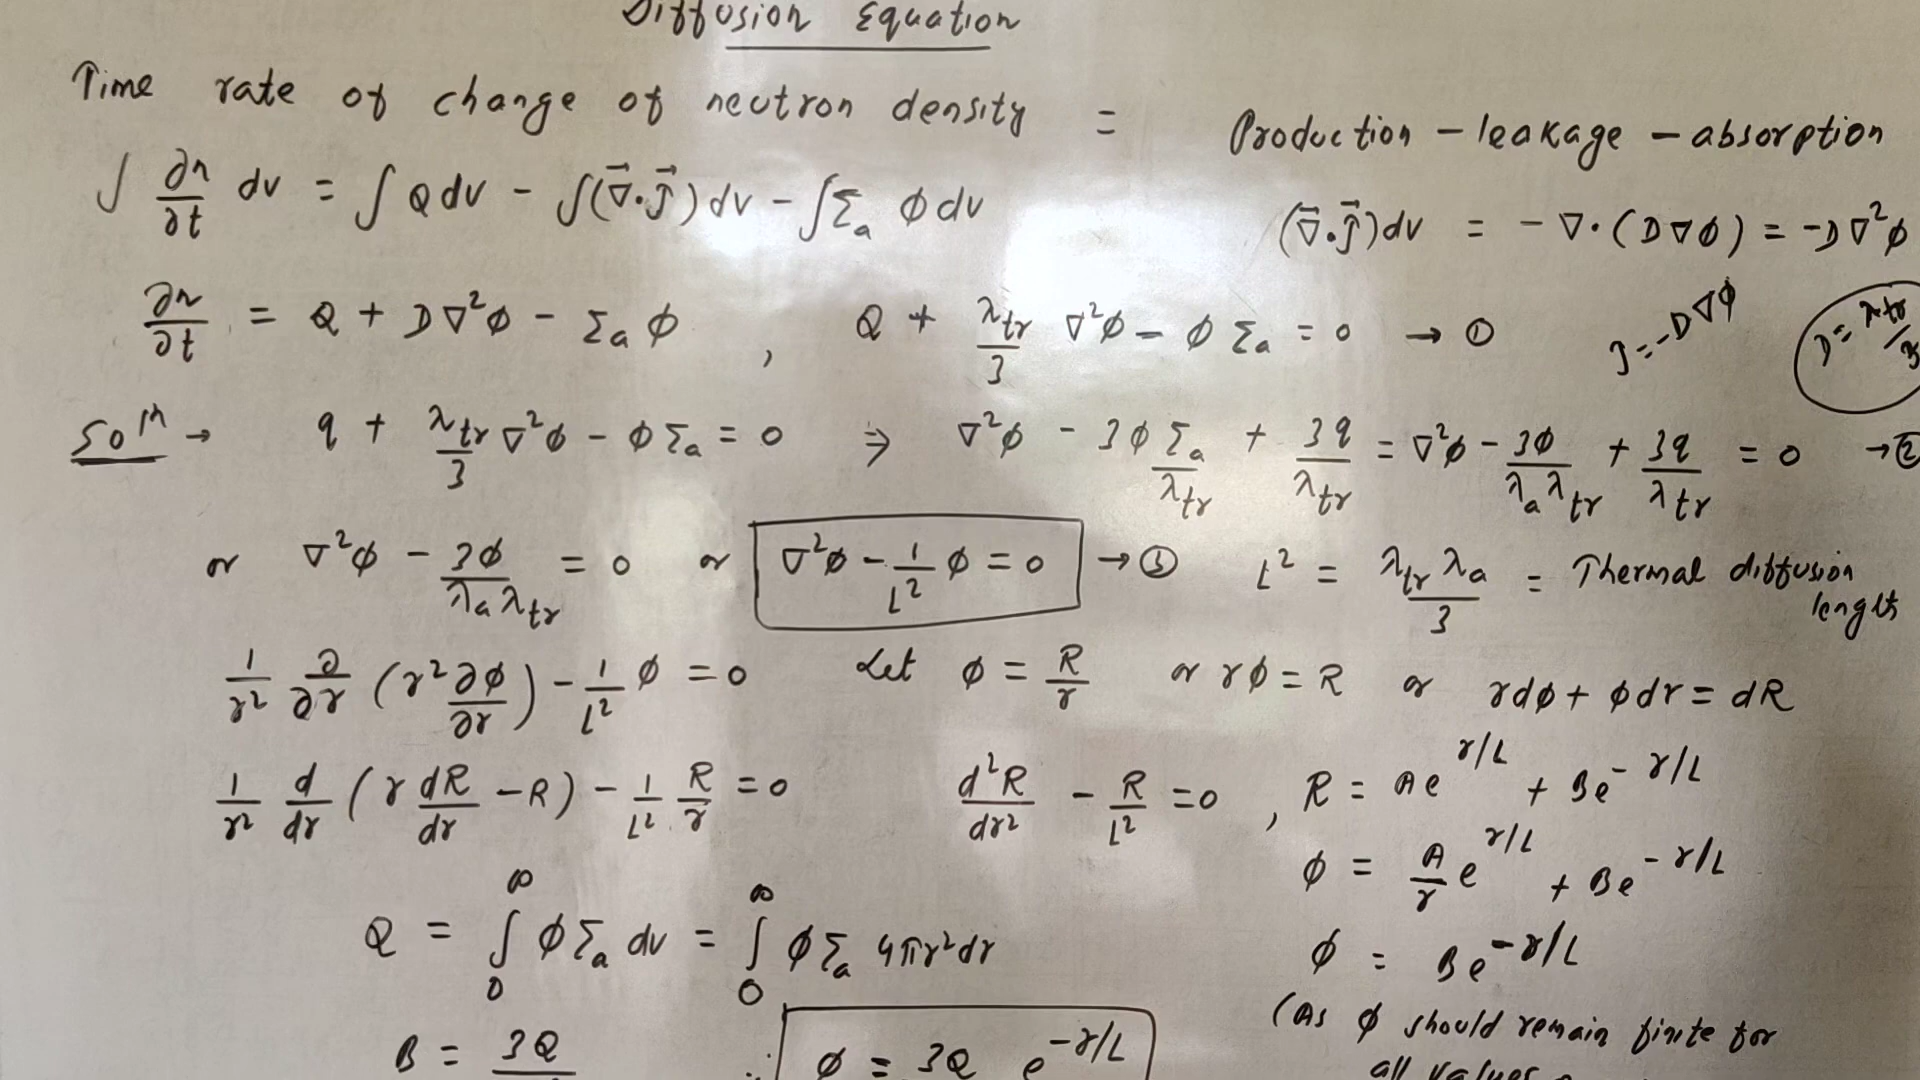 Diffusion Equation
Time rate of change of neutron density = Production - leakage - absorption
∫ ∂n/∂t dv = ∫ Q dv - ∫(∇⃗.J⃗) dv - ∫Σₐ ϕ dv
(∇⃗.J⃗)dv = - ∇.(D∇ϕ) = -D∇²ϕ
∂n/∂t = Q + D∇²ϕ - Σₐ ϕ , Q + λtr/3 ∇²ϕ - ϕ Σₐ = 0 → ①
J = -D∇ϕ
D = λtr/3
Solⁿ → q + λtr/3 ∇²ϕ - ϕ Σₐ = 0 ⇒ ∇²ϕ - 3ϕ Σₐ/λtr + 3q/λtr = ∇²ϕ - 3ϕ/λₐλtr + 3q/λtr = 0 → ②
or ∇²ϕ - 3ϕ/λₐλtr = 0 or ∇²ϕ - 1/L² ϕ = 0 → ③ L² = λtr λₐ/3 = Thermal diffusion length
1/r² ∂/∂r (r² ∂ϕ/∂r) - 1/L² ϕ = 0 Let ϕ = R/r or rϕ = R or rdϕ + ϕdr = dR
1/r² d/dr (r dR/dr - R) - 1/L² R/r = 0 d²R/dr² - R/L² = 0 , R = Ae^r/L + Be^-r/L
ϕ = A/r e^r/L + Be^-r/L
Q = ∫₀^∞ ϕ Σₐ dv = ∫₀^∞ ϕ Σₐ 4πr²dr
ϕ = Be^-r/L
(As ϕ should remain finite for
all values
B = 3Q
∴ ϕ = 3Q e^-r/L